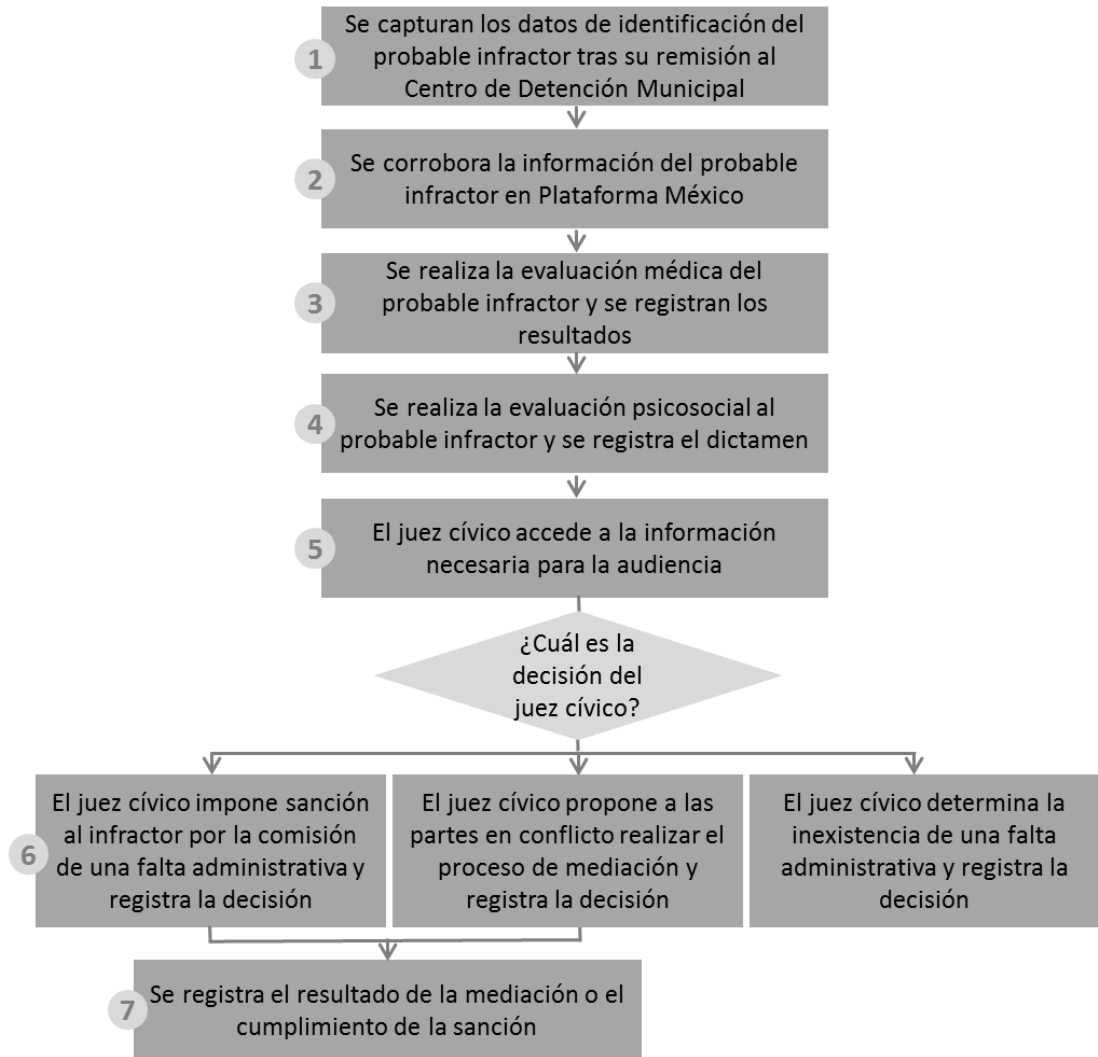 1
Se capturan los datos de identificación del
probable infractor tras su remisión al
Centro de Detención Municipal
2
Se corrobora la información del probable
infractor en Plataforma México
3
Se realiza la evaluación médica del
probable infractor y se registran los
resultados
4
Se realiza la evaluación psicosocial al
probable infractor y se registra el dictamen
5
El juez cívico accede a la información
necesaria para la audiencia
¿Cuál es la
decisión del
juez cívico?
6
El juez cívico impone sanción
al infractor por la comisión
de una falta administrativa y
registra la decisión
El juez cívico propone a las
partes en conflicto realizar el
proceso de mediación y
registra la decisión
El juez cívico determina la
inexistencia de una falta
administrativa y registra la
decisión
7
Se registra el resultado de la mediación o el
cumplimiento de la sanción